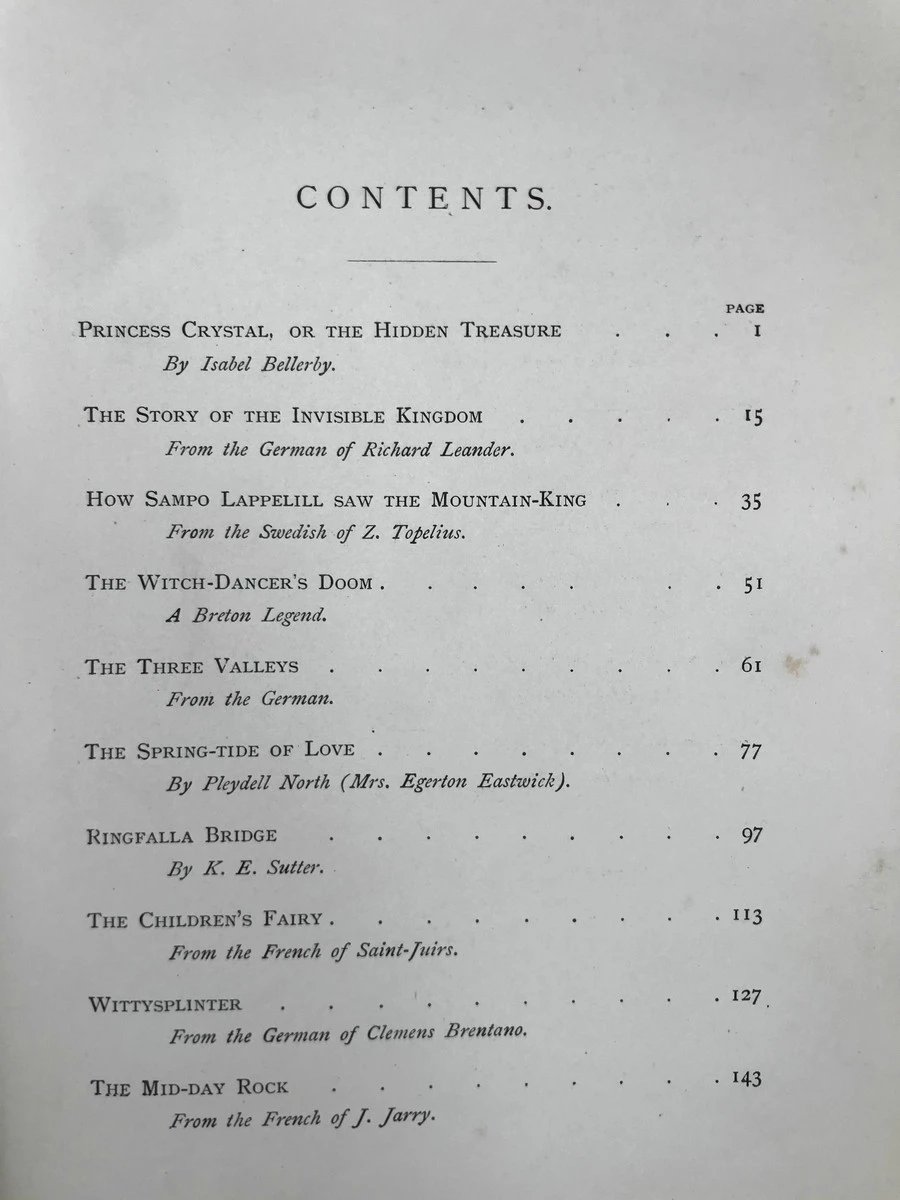 CONTENTS.
PAGE
PRINCESS CRYSTAL, OR THE HIDDEN TREASURE . . . 1
By Isabel Bellerby.
THE STORY OF THE INVISIBLE KINGDOM . . . . . 15
From the German of Richard Leander.
HOW SAMPO LAPPELILL SAW THE MOUNTAIN-KING . . . 35
From the Swedish of Z. Topelius.
THE WITCH-DANCER'S DOOM . . . . . . . 51
A Breton Legend.
THE THREE VALLEYS . . . . . . . . . 61
From the German.
THE SPRING-TIDE OF LOVE . . . . . . . . 77
By Pleydell North (Mrs. Egerton Eastwick).
RINGFALLA BRIDGE . . . . . . . . . 97
By K. E. Sutter.
THE CHILDREN'S FAIRY . . . . . . . . . 113
From the French of Saint-Juirs.
WITTYSPLINTER . . . . . . . . . . 127
From the German of Clemens Brentano.
THE MID-DAY ROCK . . . . . . . . . 143
From the French of J. Jarry.